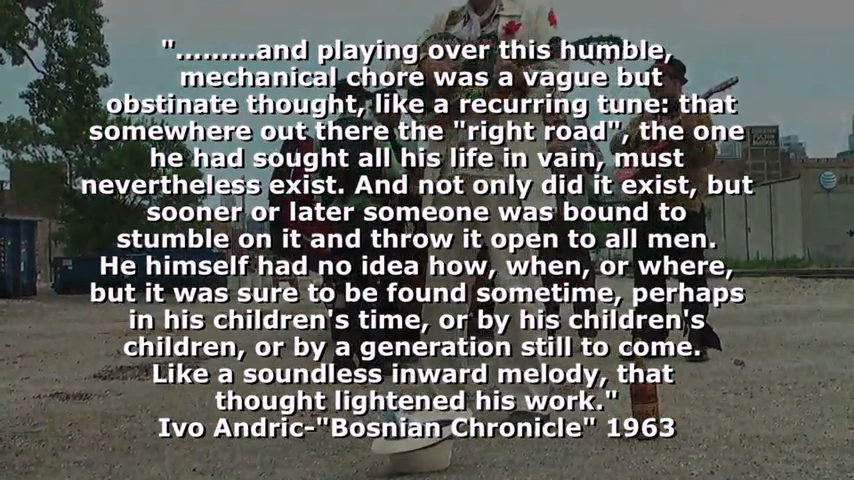 ".........and playing over this humble,
mechanical chore was a vague but
obstinate thought, like a recurring tune: that
somewhere out there the "right road", the one
he had sought all his life in vain, must
nevertheless exist. And not only did it exist, but
sooner or later someone was bound to
stumble on it and throw it open to all men.
He himself had no idea how, when, or where,
but it was sure to be found sometime, perhaps
in his children's time, or by his children's
children, or by a generation still to come.
Like a soundless inward melody, that
thought lightened his work."
Ivo Andric-"Bosnian Chronicle" 1963